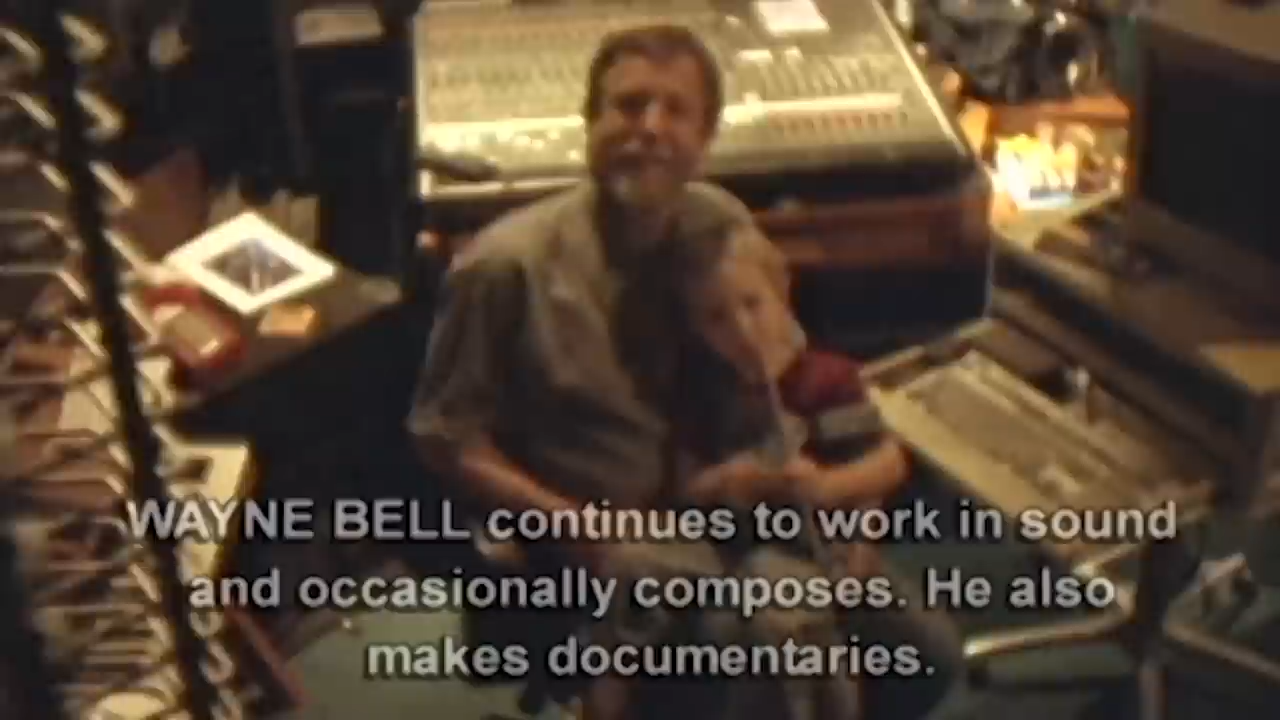 WAYNE BELL continues to work in sound
and occasionally composes. He also
makes documentaries.